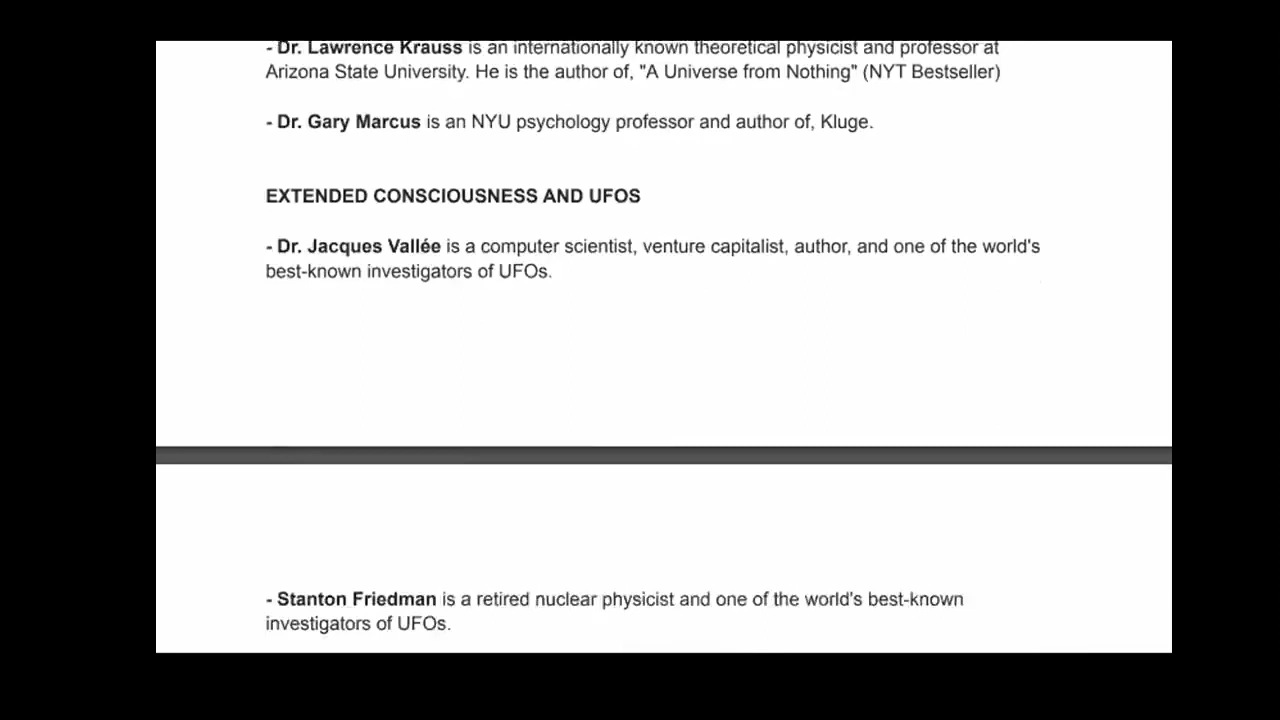 - Dr. Lawrence Krauss is an internationally known theoretical physicist and professor at
Arizona State University. He is the author of, "A Universe from Nothing" (NYT Bestseller)
- Dr. Gary Marcus is an NYU psychology professor and author of, Kluge.
EXTENDED CONSCIOUSNESS AND UFOS
- Dr. Jacques Vallée is a computer scientist, venture capitalist, author, and one of the world's
best-known investigators of UFOs.
- Stanton Friedman is a retired nuclear physicist and one of the world's best-known
investigators of UFOs.